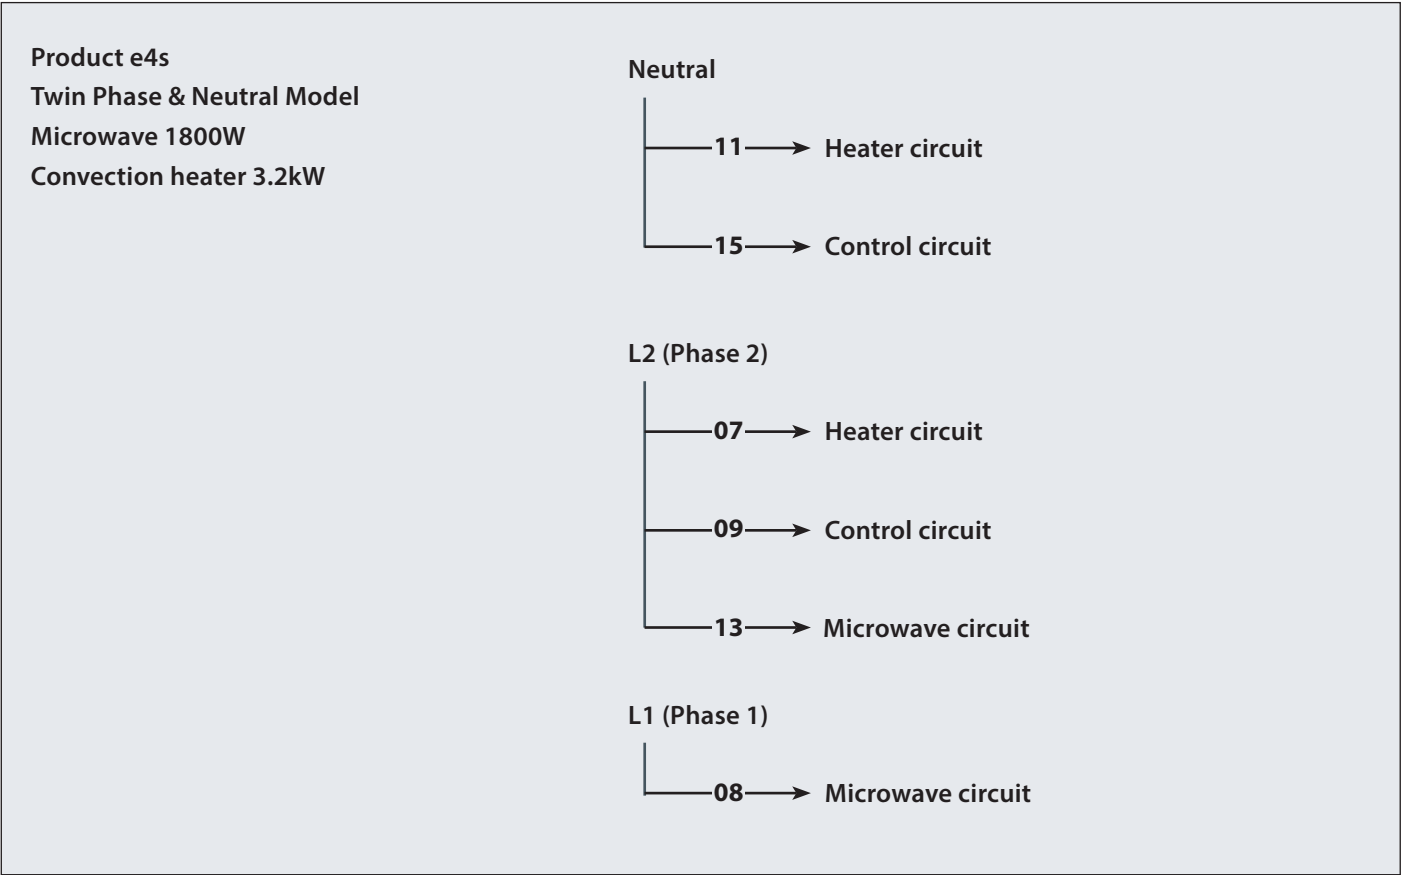 Product e4s
Twin Phase & Neutral Model
Microwave 1800W
Convection heater 3.2kW
Neutral
11 Heater circuit
15 Control circuit
L2 (Phase 2)
07 Heater circuit
09 Control circuit
13 Microwave circuit
L1 (Phase 1)
08 Microwave circuit